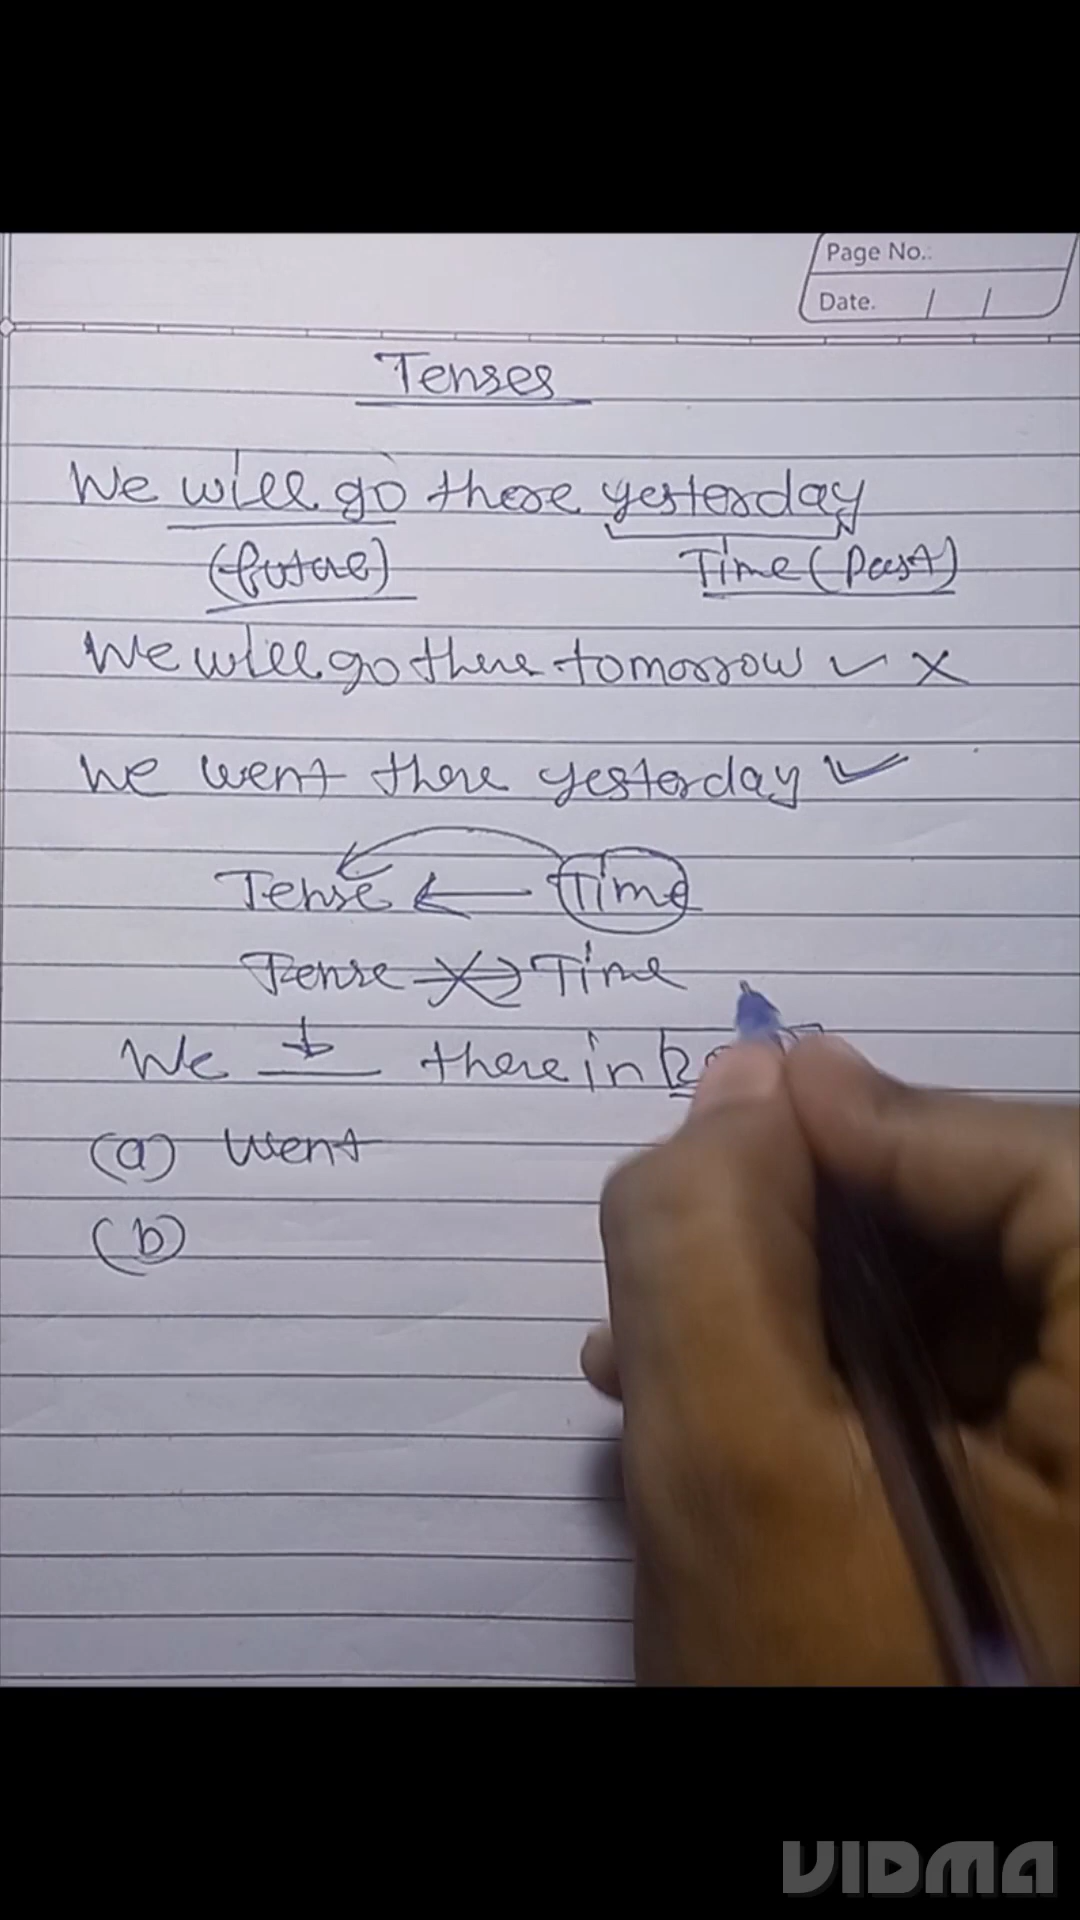 Page No.:
Date. / /
Tenses
We will go there yesterday
(future) Time (Past)
We will go there tomorrow ✓ ✗
We went there yesterday ✓
Tense ← Time
Tense Time
We ___ there in
(a) went
(b)
VIDMA